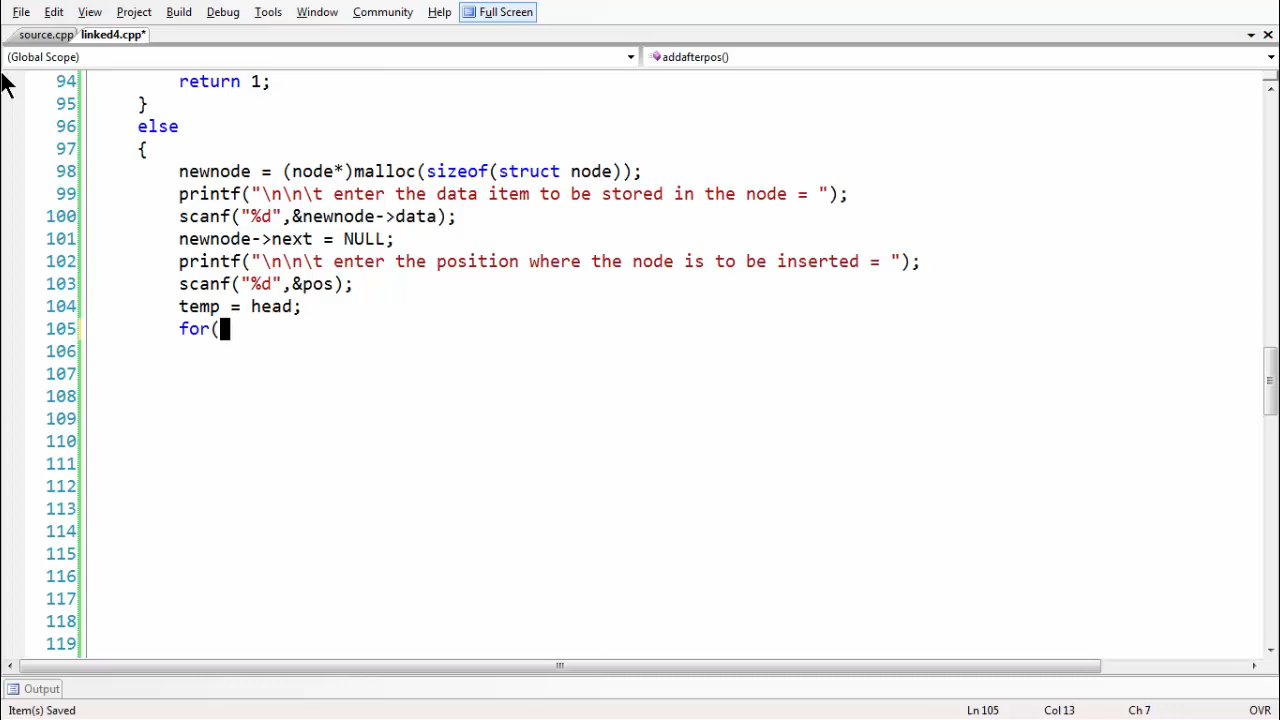 File Edit View Project Build Debug Tools Window Community Help Full Screen
source.cpp linked4.cpp*
(Global Scope) addafterpos()
94 return 1;
95 }
96 else
97 {
98 newnode = (node*)malloc(sizeof(struct node));
99 printf("\n\n\t enter the data item to be stored in the node = ");
100 scanf("%d",&newnode->data);
101 newnode->next = NULL;
102 printf("\n\n\t enter the position where the node is to be inserted = ");
103 scanf("%d",&pos);
104 temp = head;
105 for(
106
107
108
109
110
111
112
113
114
115
116
117
118
119
Output
Item(s) Saved Ln 105 Col 13 Ch 7 OVR